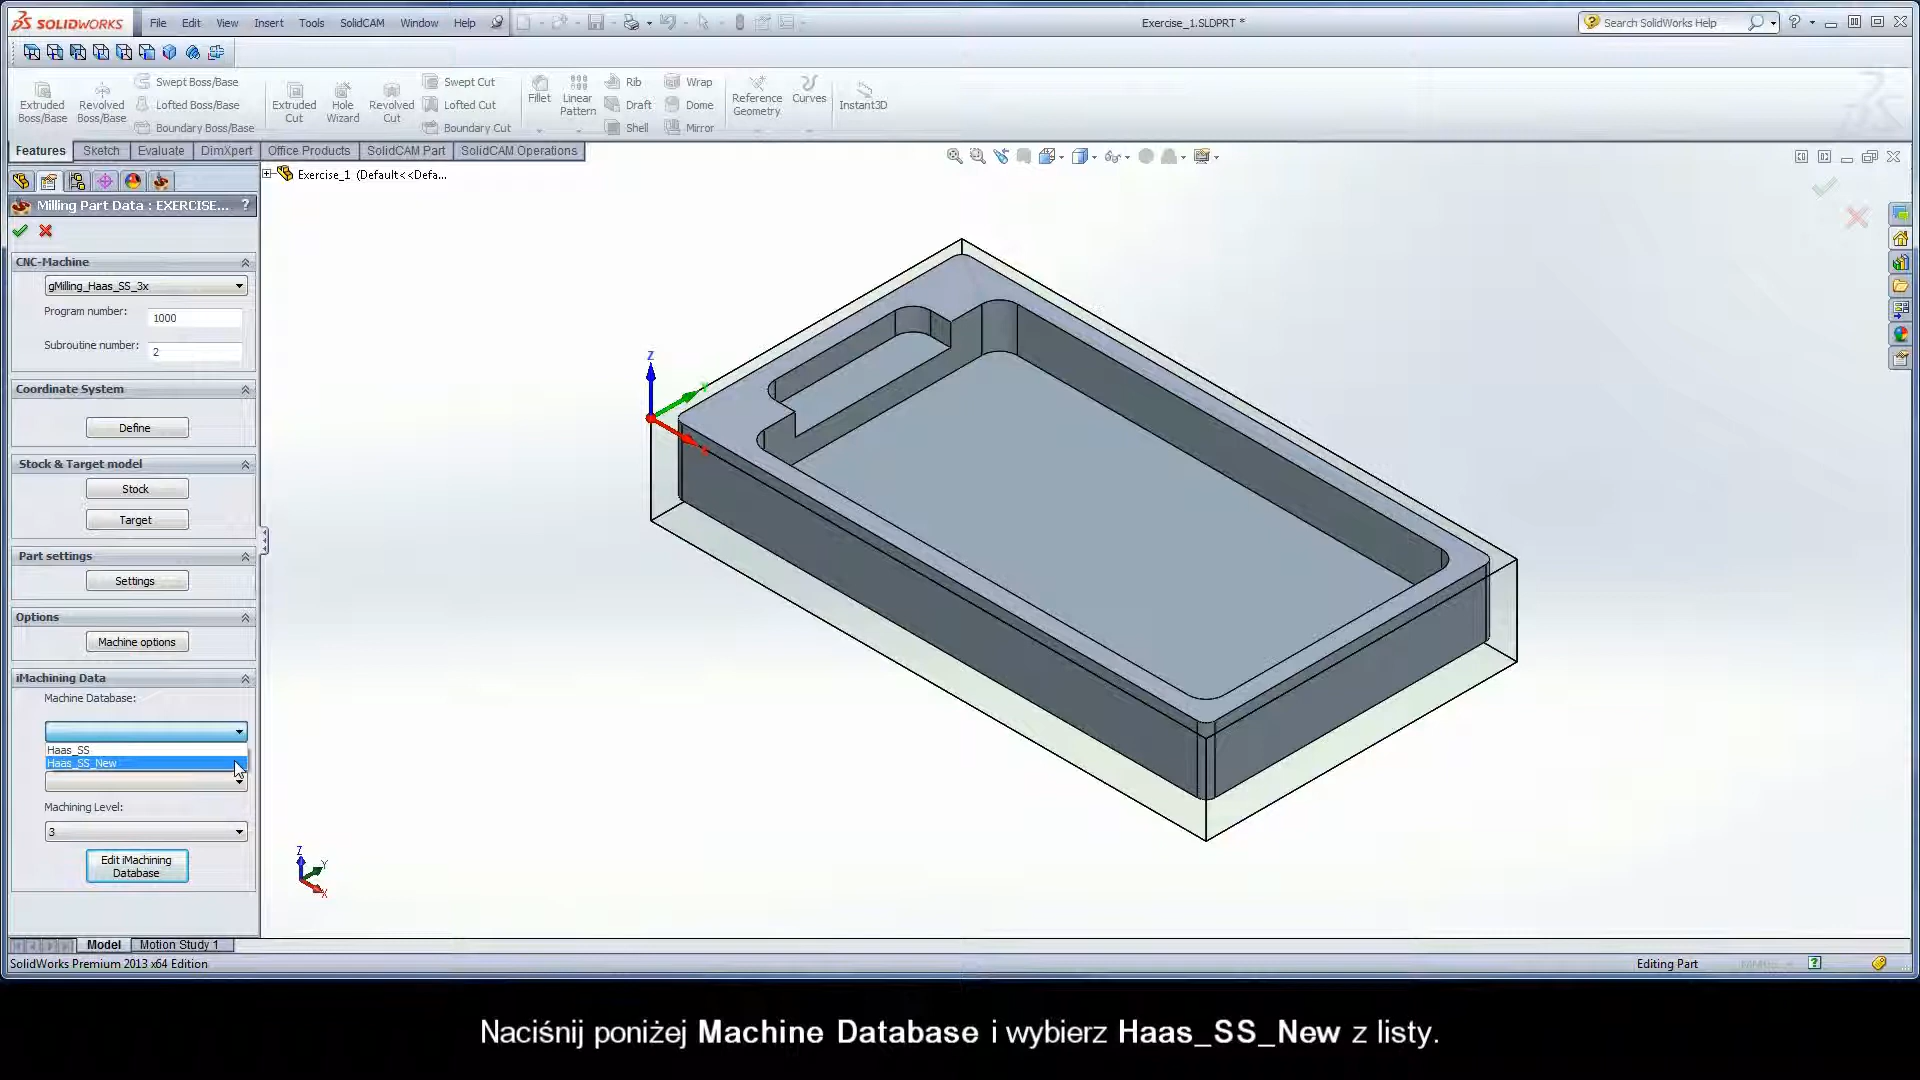 SOLIDWORKS File Edit View Insert Tools SolidCAM Window Help Exercise_1.SLDPRT * Search SolidWorks Help
Extruded Boss/Base
Revolved Boss/Base
Swept Boss/Base
Lofted Boss/Base
Boundary Boss/Base
Extruded Cut
Hole Wizard
Revolved Cut
Swept Cut
Lofted Cut
Boundary Cut
Fillet
Linear Pattern
Rib
Draft
Shell
Wrap
Dome
Mirror
Reference Geometry
Curves
Instant3D
Features Sketch Evaluate DimXpert Office Products SolidCAM Part SolidCAM Operations
Exercise_1 (Default<<Defa...
Milling Part Data : EXERCISE... ?
CNC-Machine
gMilling_Haas_SS_3x
Program number: 1000
Subroutine number: 2
Coordinate System
Define
Stock & Target model
Stock
Target
Part settings
Settings
Options
Machine options
iMachining Data
Machine Database:
Haas_SS
Haas_SS_New
Machining Level:
3
Edit iMachining
Database
Z
Z
Y
X
Model Motion Study 1
SolidWorks Premium 2013 x64 Edition Editing Part
Naciśnij poniżej Machine Database i wybierz Haas_SS_New z listy.